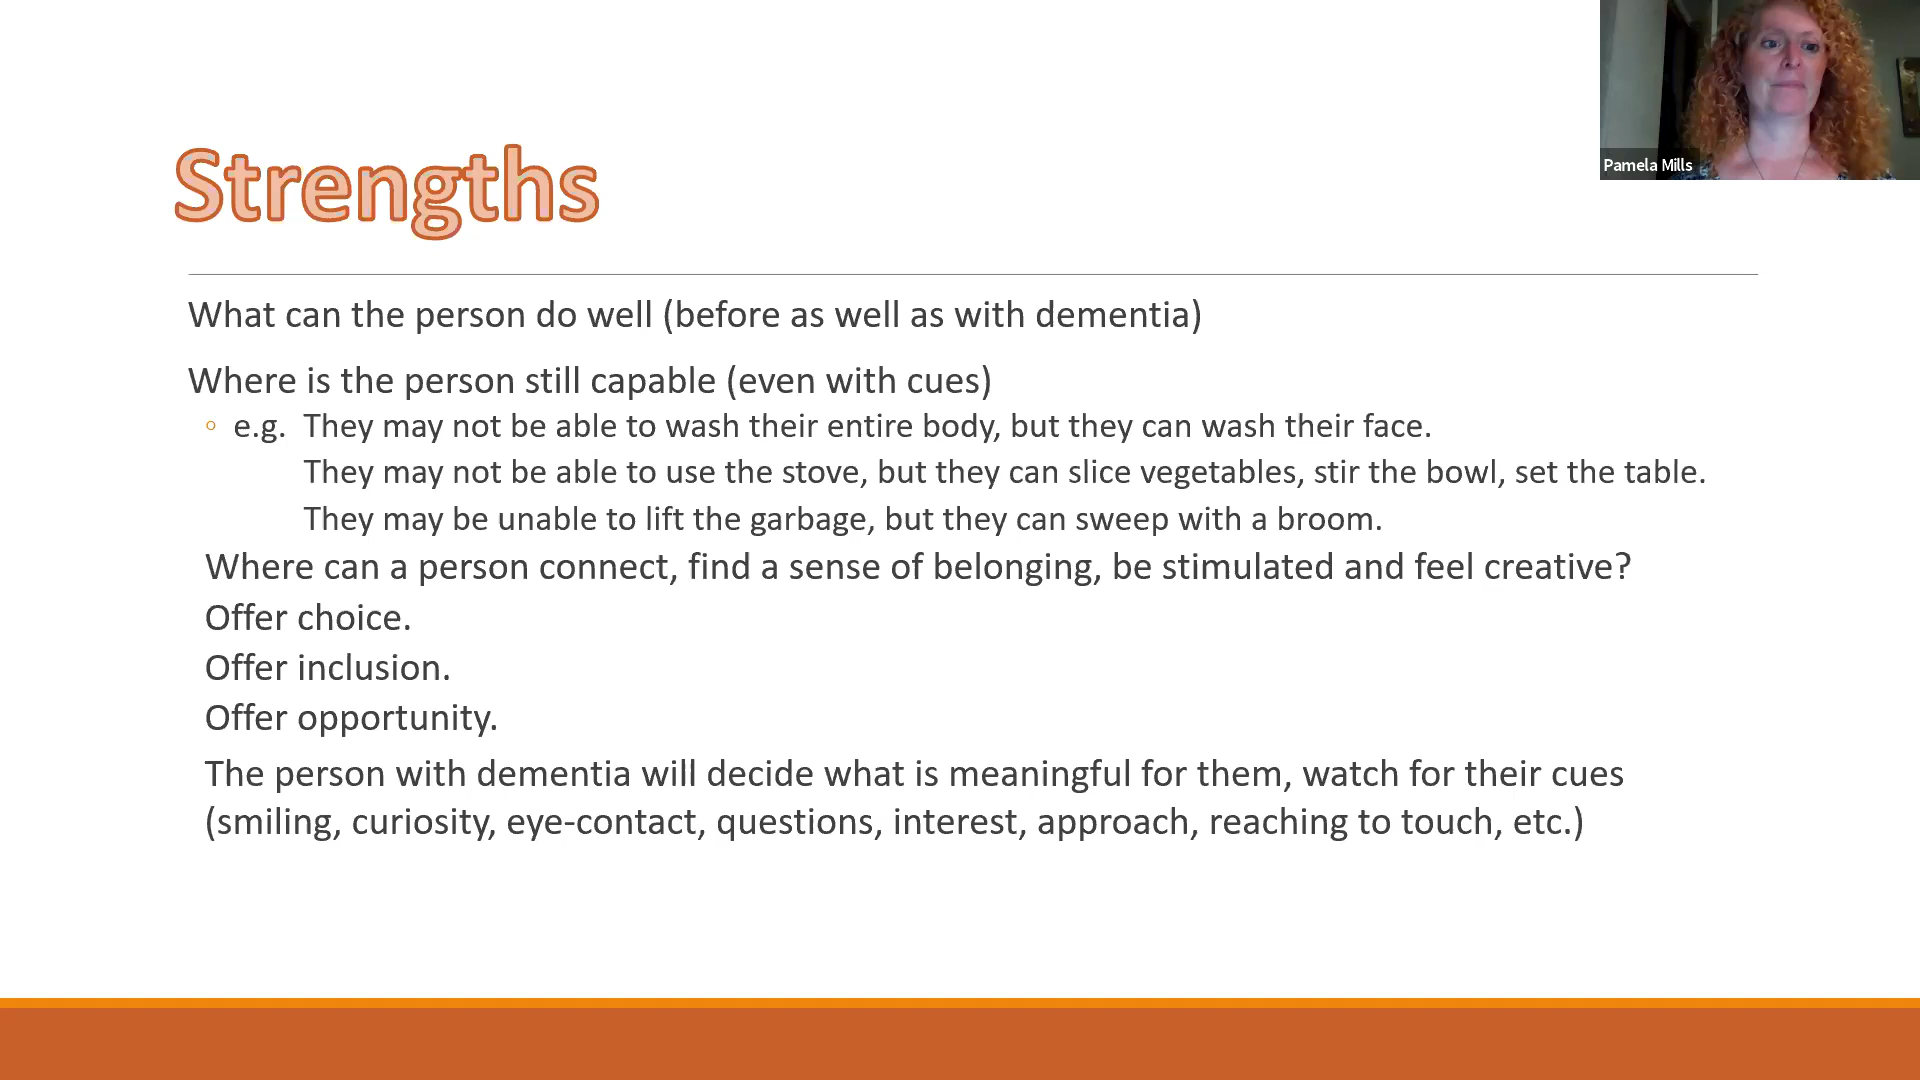 Pamela Mills
Strengths
What can the person do well (before as well as with dementia)
Where is the person still capable (even with cues)
◦ e.g. They may not be able to wash their entire body, but they can wash their face.
They may not be able to use the stove, but they can slice vegetables, stir the bowl, set the table.
They may be unable to lift the garbage, but they can sweep with a broom.
Where can a person connect, find a sense of belonging, be stimulated and feel creative?
Offer choice.
Offer inclusion.
Offer opportunity.
The person with dementia will decide what is meaningful for them, watch for their cues
(smiling, curiosity, eye-contact, questions, interest, approach, reaching to touch, etc.)